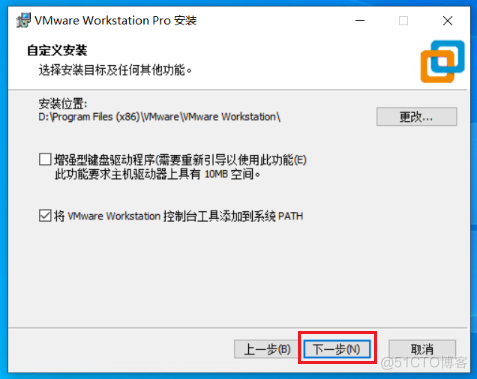 VMware Workstation Pro 安装
自定义安装
选择安装目标及任何其他功能。
安装位置:
D:\Program Files (x86)\VMware\VMware Workstation\
更改...
增强型键盘驱动程序(需要重新引导以使用此功能(E)
此功能要求主机驱动器上具有 10MB 空间。
将 VMware Workstation 控制台工具添加到系统 PATH
上一步(B)
下一步(N)
取消
@51CTO博客